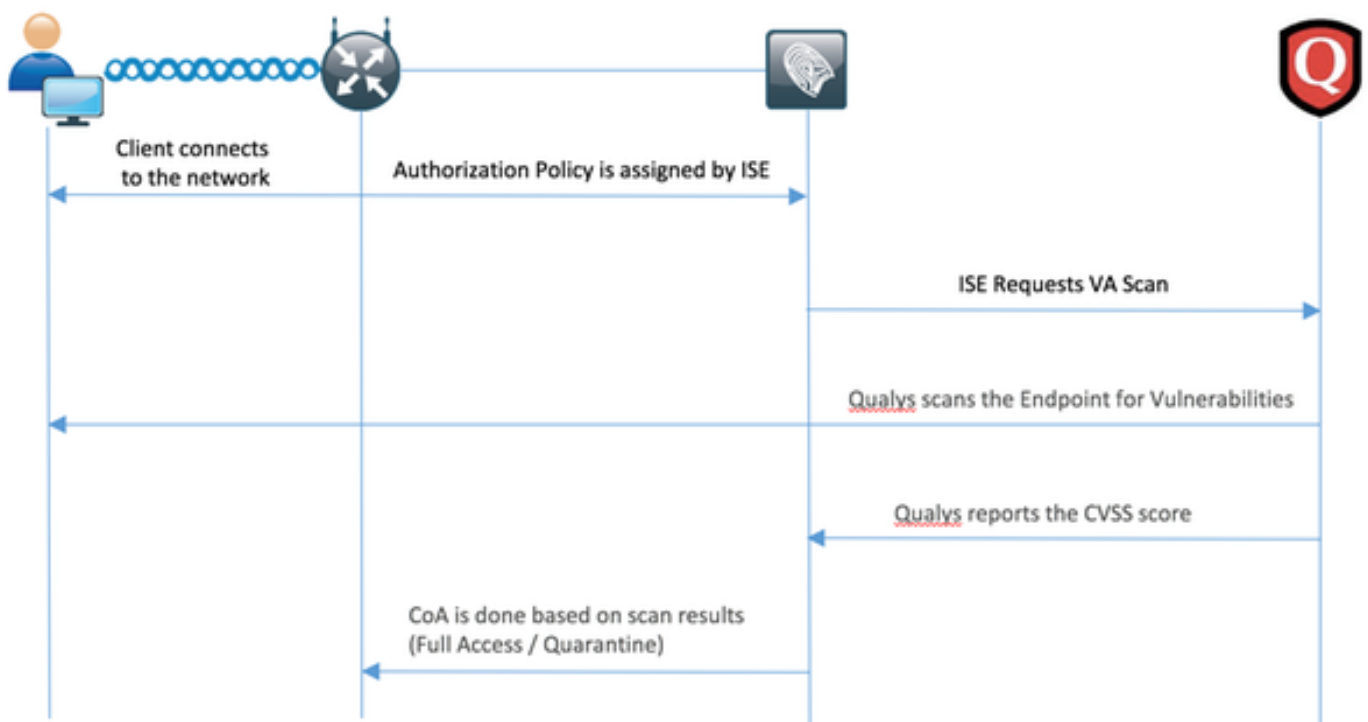 Q
Client connects
to the network
Authorization Policy is assigned by ISE
ISE Requests VA Scan
Qualys scans the Endpoint for Vulnerabilities
Qualys reports the CVSS score
CoA is done based on scan results
(Full Access / Quarantine)